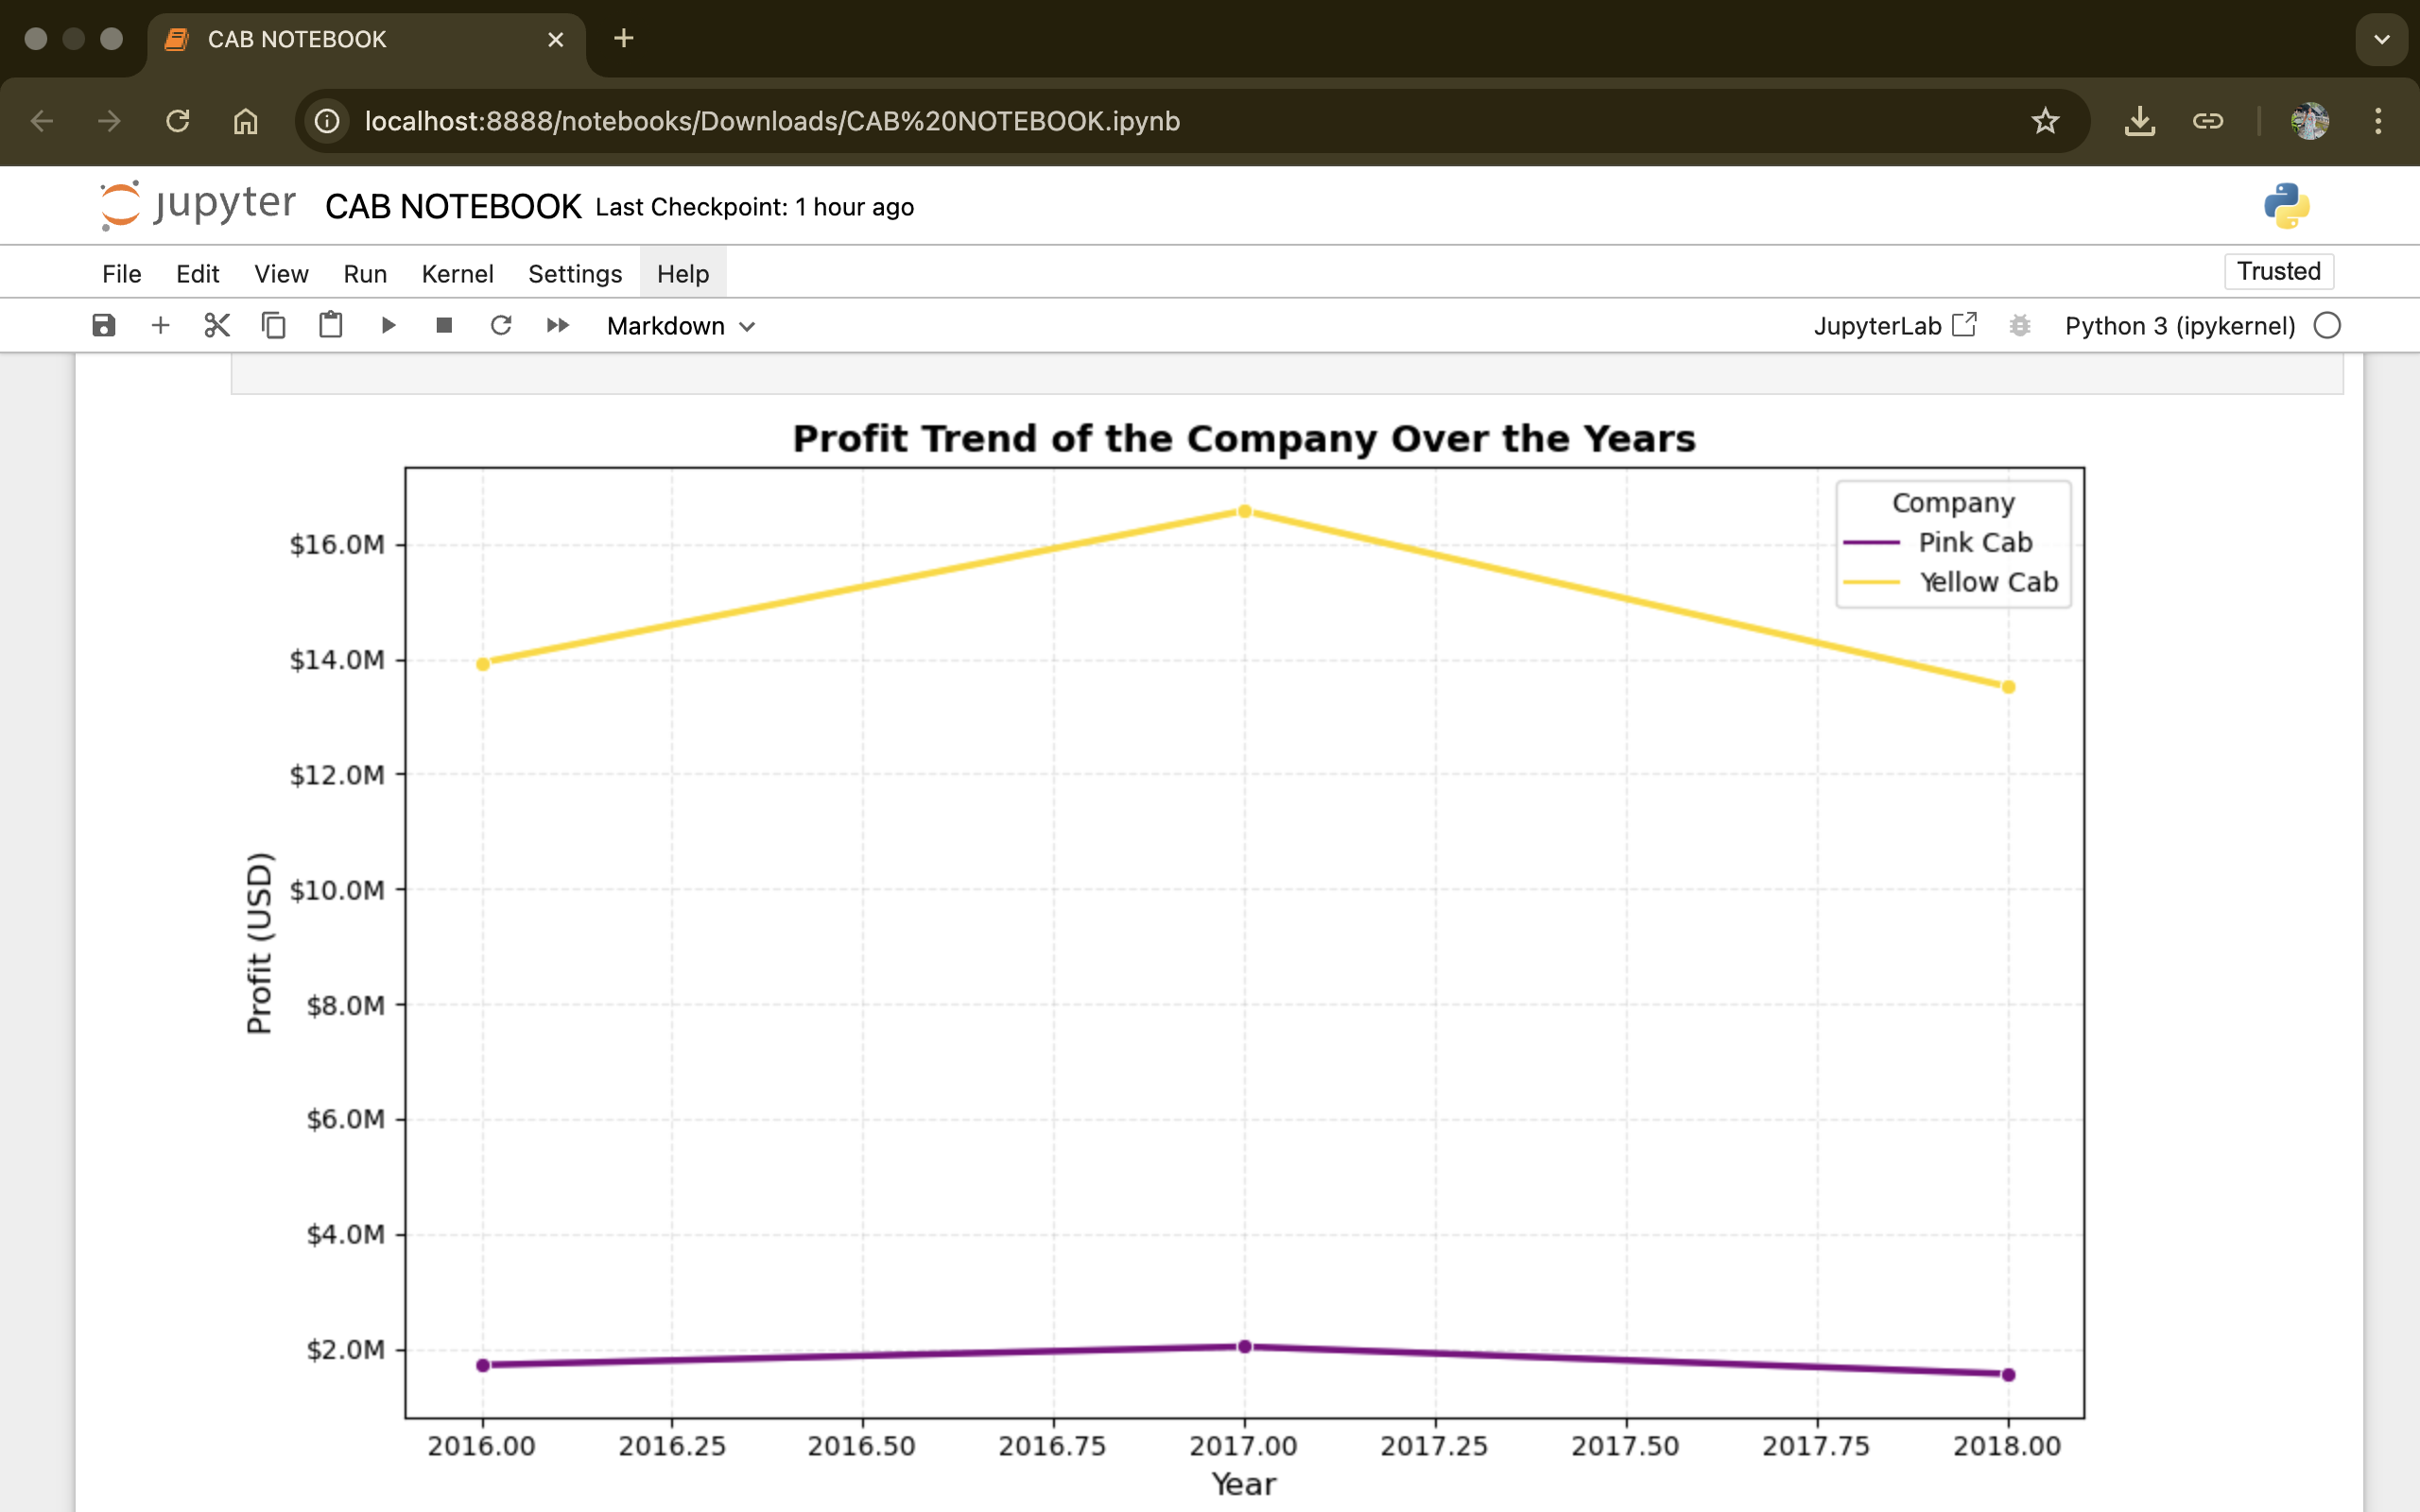 CAB NOTEBOOK
localhost:8888/notebooks/Downloads/CAB%20NOTEBOOK.ipynb
jupyter CAB NOTEBOOK Last Checkpoint: 1 hour ago
File Edit View Run Kernel Settings Help Trusted
Markdown JupyterLab Python 3 (ipykernel)
Profit Trend of the Company Over the Years
Company
Pink Cab
Yellow Cab
$16.0M
$14.0M
$12.0M
$10.0M
$8.0M
$6.0M
$4.0M
$2.0M
Profit (USD)
2016.00 2016.25 2016.50 2016.75 2017.00 2017.25 2017.50 2017.75 2018.00
Year